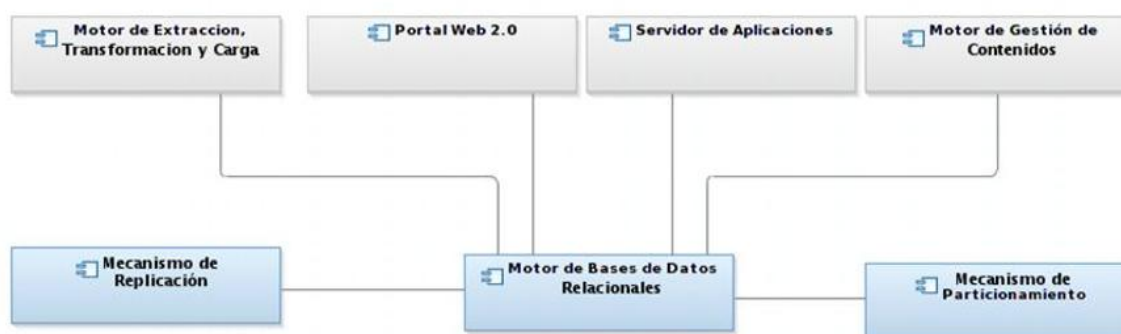 Motor de Extraccion,
Transformacion y Carga
Portal Web 2.0
Servidor de Aplicaciones
Motor de Gestión de
Contenidos
Mecanismo de
Replicación
Motor de Bases de Datos
Relacionales
Mecanismo de
Particionamiento